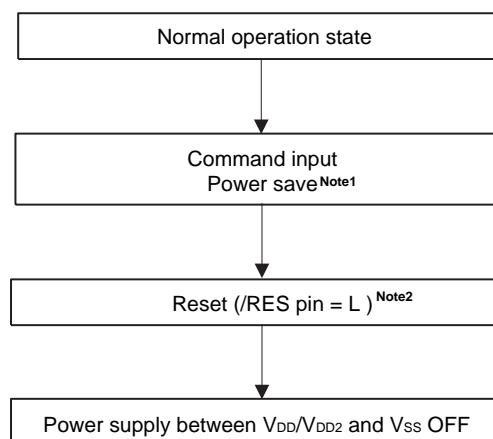 Normal operation state
Command input
Power save Note1
Reset (/RES pin = L ) Note2
Power supply between VDD/VDD2 and VSS OFF